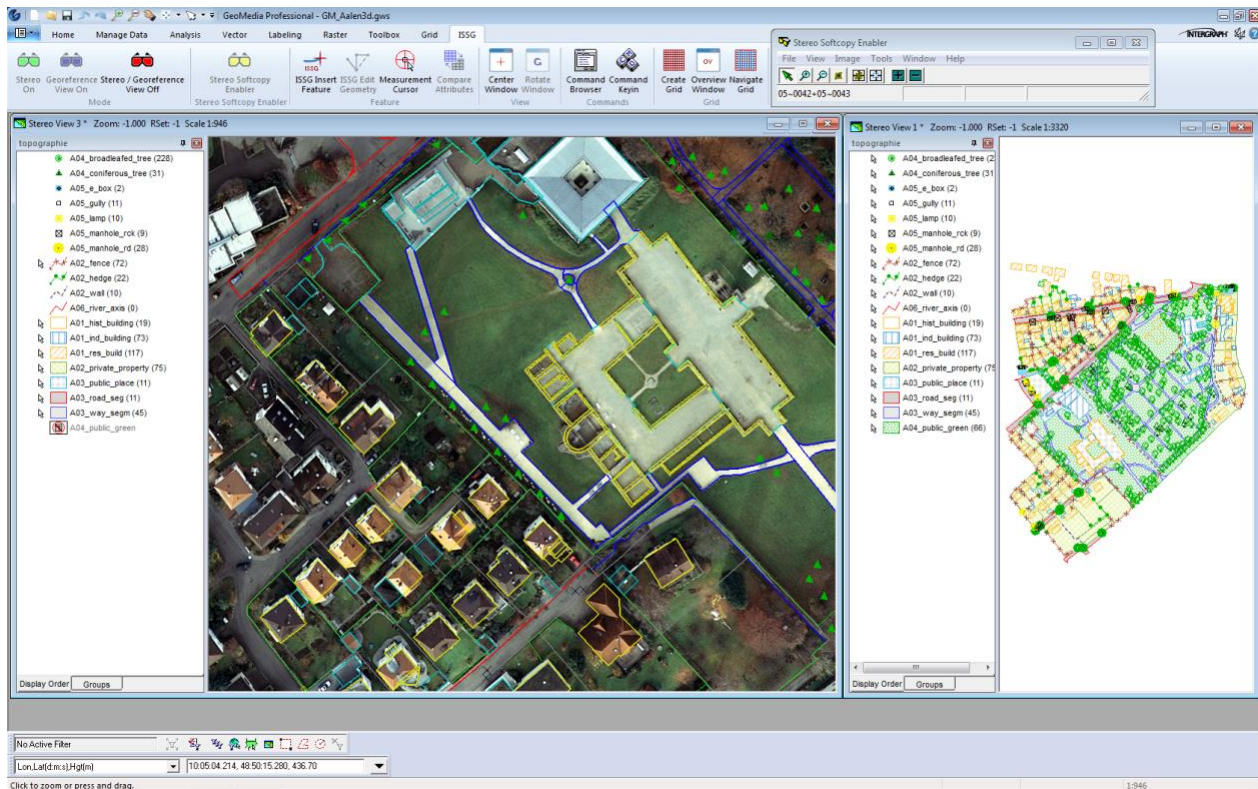 GeoMedia Professional - GM_Aalen3d.gws
Home Manage Data Analysis Vector Labeling Raster Toolbox Grid ISSG
INTERGRAPH
Stereo On
Georeference View On
Stereo / Georeference View Off
Mode
Stereo Softcopy Enabler
Stereo Softcopy Enabler
ISSG Insert Feature
ISSG Edit Geometry
Measurement Cursor
Compare Attributes
Feature
Center Window
Rotate Window
View
Command Browser
Command Keyin
Commands
Create Grid
Overview Window
Navigate Grid
Grid
Stereo Softcopy Enabler
File View Image Tools Window Help
05~0042+05~0043
Stereo View 3 * Zoom: -1.000 RSet: -1 Scale 1:946
topographie
A04_broadleafed_tree (228)
A04_coniferous_tree (31)
A05_e_box (2)
A05_gully (11)
A05_lamp (10)
A05_manhole_rck (9)
A05_manhole_rd (28)
A02_fence (72)
A02_hedge (22)
A02_wall (10)
A06_river_axis (0)
A01_hist_building (19)
A01_ind_building (73)
A01_res_build (117)
A02_private_property (75)
A03_public_place (11)
A03_road_seg (11)
A03_way_segm (45)
A04_public_green
Display Order Groups
Stereo View 1 * Zoom: -1.000 RSet: -1 Scale 1:3320
topographie
A04_broadleafed_tree (2
A04_coniferous_tree (31
A05_e_box (2)
A05_gully (11)
A05_lamp (10)
A05_manhole_rck (9)
A05_manhole_rd (28)
A02_fence (72)
A02_hedge (22)
A02_wall (10)
A06_river_axis (0)
A01_hist_building (19)
A01_ind_building (73)
A01_res_build (117)
A02_private_property (75
A03_public_place (11)
A03_road_seg (11)
A03_way_segm (45)
A04_public_green (66)
Display Order Groups
No Active Filter
Lon,Lat(d:m:s),Hgt(m) 10:05:04.214, 48:50:15.280, 436.70
Click to zoom or press and drag. 1:946